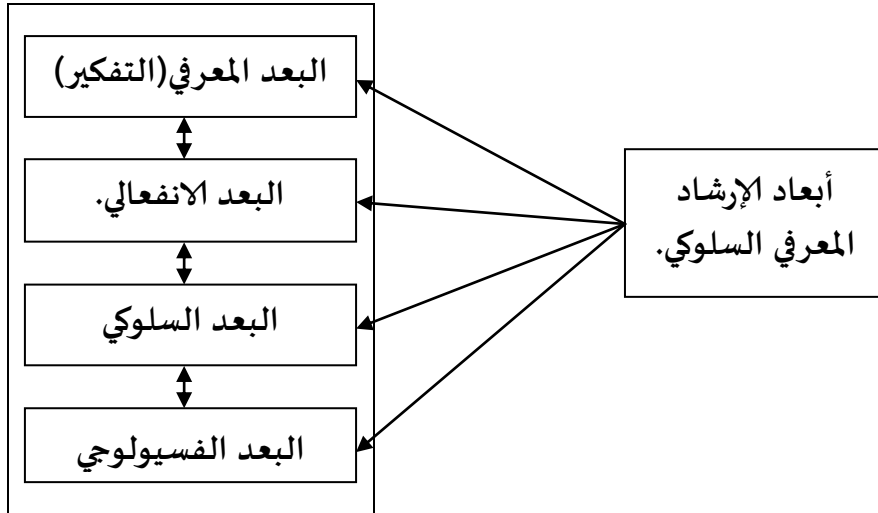 أبعاد الإرشاد
المعرفي السلوكي.
البعد المعرفي(التفكير)
البعد الانفعالي.
البعد السلوكي
البعد الفسيولوجي